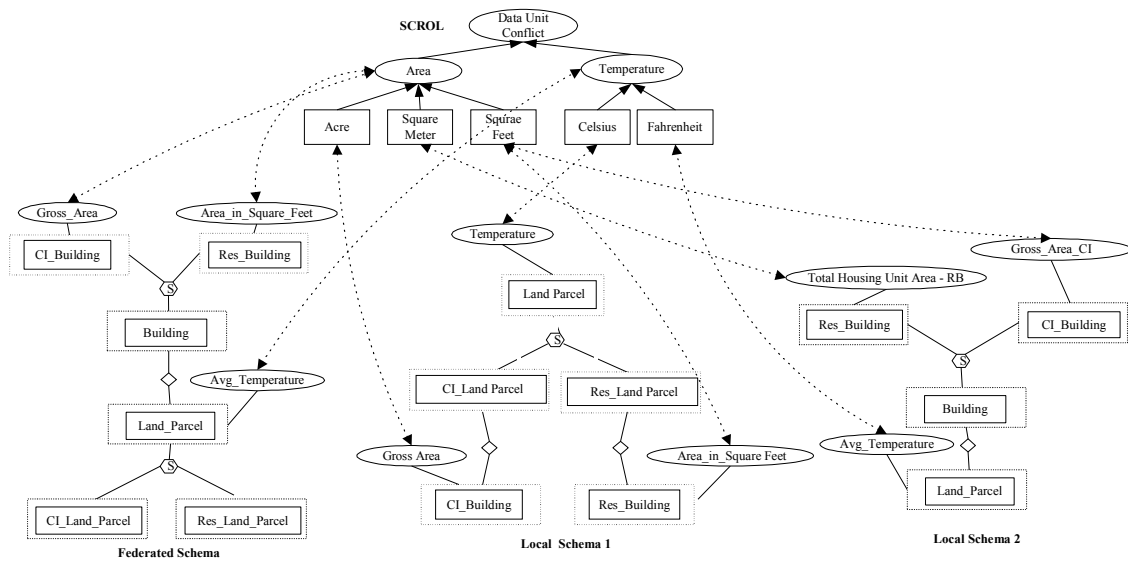 SCROL
Data Unit
Conflict
Area
Temperature
Acre
Square
Meter
Squrae
Feet
Celsius
Fahrenheit
Gross_Area
Area_in_Square_Feet
CI_Building
Res_Building
S
Building
Avg_Temperature
Land_Parcel
S
CI_Land_Parcel
Res_Land_Parcel
Federated Schema
Temperature
Land Parcel
S
CI_Land Parcel
Res_Land Parcel
Gross Area
Area_in_Square Feet
CI_Building
Res_Building
Local Schema 1
Gross_Area_CI
Total Housing Unit Area - RB
Res_Building
CI_Building
S
Building
Avg_Temperature
Land_Parcel
Local Schema 2